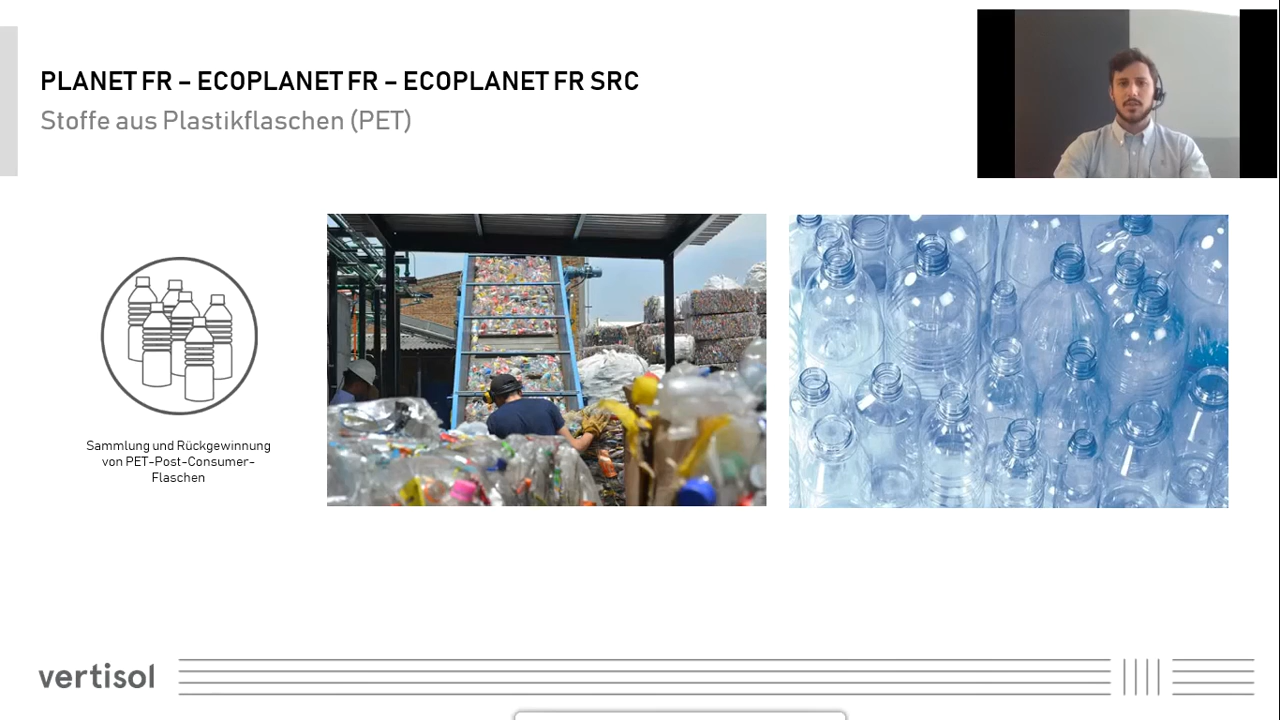 PLANET FR – ECOPLANET FR – ECOPLANET FR SRC
Stoffe aus Plastikflaschen (PET)
Sammlung und Rückgewinnung
von PET-Post-Consumer-
Flaschen
vertisol